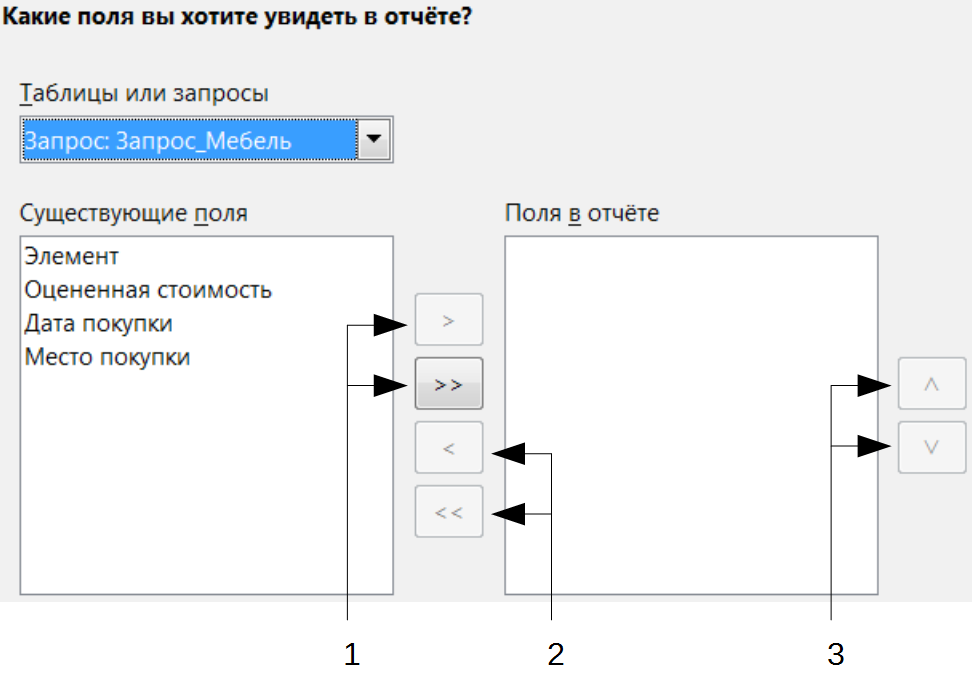 Какие поля вы хотите увидеть в отчёте?
Таблицы или запросы
Запрос: Запрос_Мебель
Существующие поля
Поля в отчёте
Элемент
Оцененная стоимость
Дата покупки
Место покупки
>
>>
<
<<
˄
˅
1
2
3